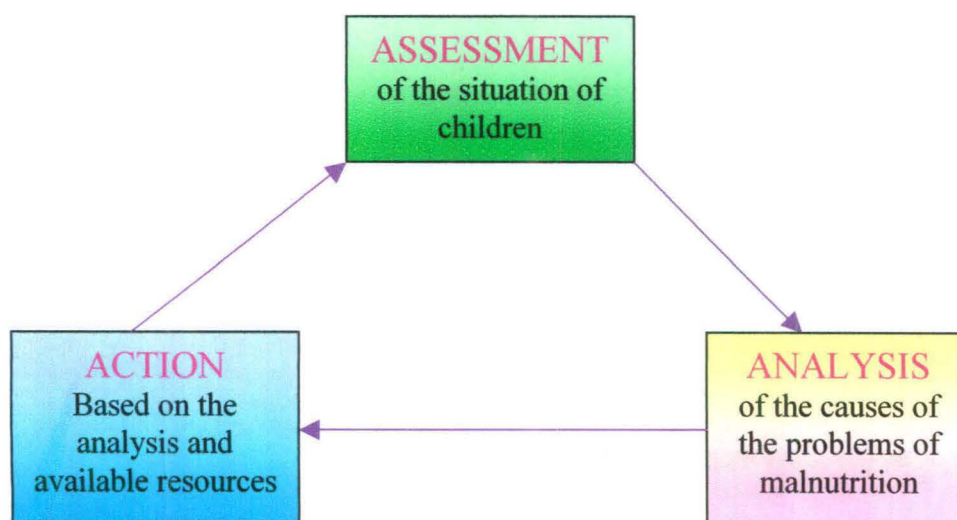 ASSESSMENT
of the situation of
children
ACTION
Based on the
analysis and
available resources
ANALYSIS
of the causes of
the problems of
malnutrition